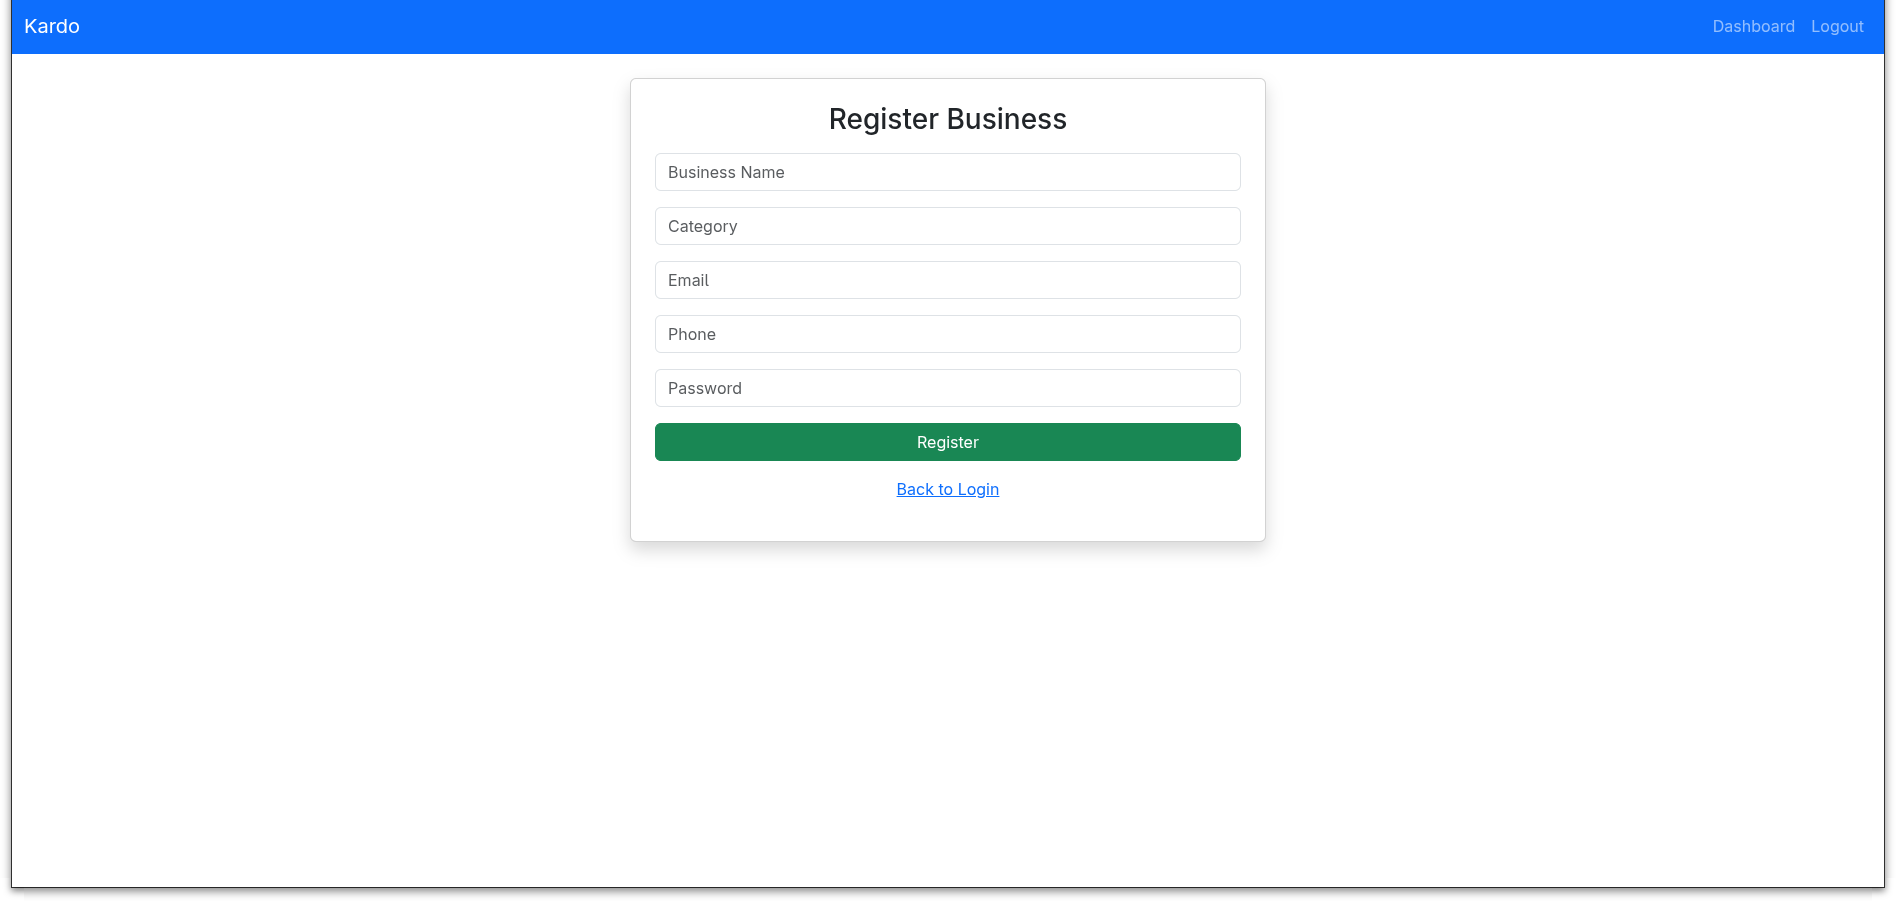 Kardo
Dashboard Logout
Register Business
Business Name
Category
Email
Phone
Password
Register
Back to Login